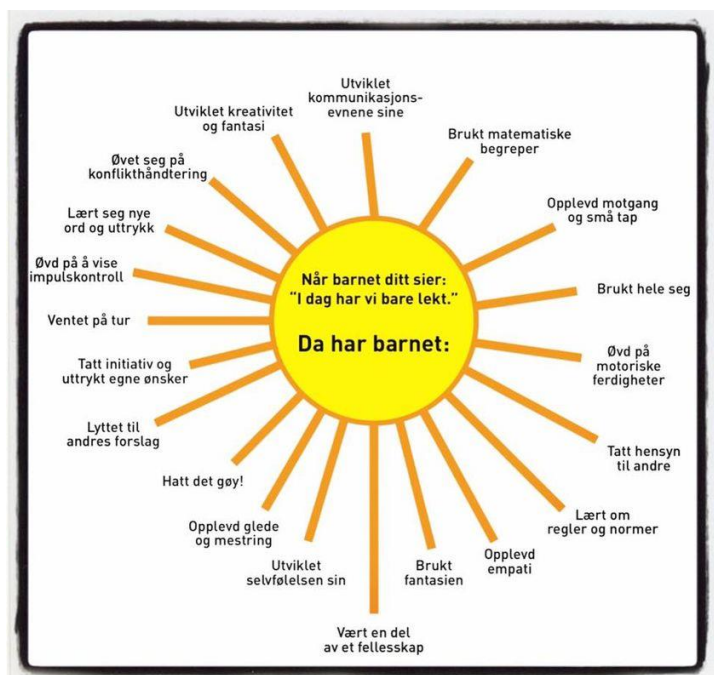 Når barnet ditt sier:
"I dag har vi bare lekt."
Da har barnet:
Utviklet
kommunikasjons-
evnene sine
Brukt matematiske
begreper
Opplevd motgang
og små tap
Brukt hele seg
Øvd på
motoriske
ferdigheter
Tatt hensyn
til andre
Lært om
regler og normer
Opplevd
empati
Brukt
fantasien
Vært en del
av et fellesskap
Utviklet
selvfølelsen sin
Opplevd glede
og mestring
Hatt det gøy!
Lyttet til
andres forslag
Tatt initiativ og
uttrykt egne ønsker
Ventet på tur
Øvd på å vise
impulskontroll
Lært seg nye
ord og uttrykk
Øvet seg på
konflikthåndtering
Utviklet kreativitet
og fantasi